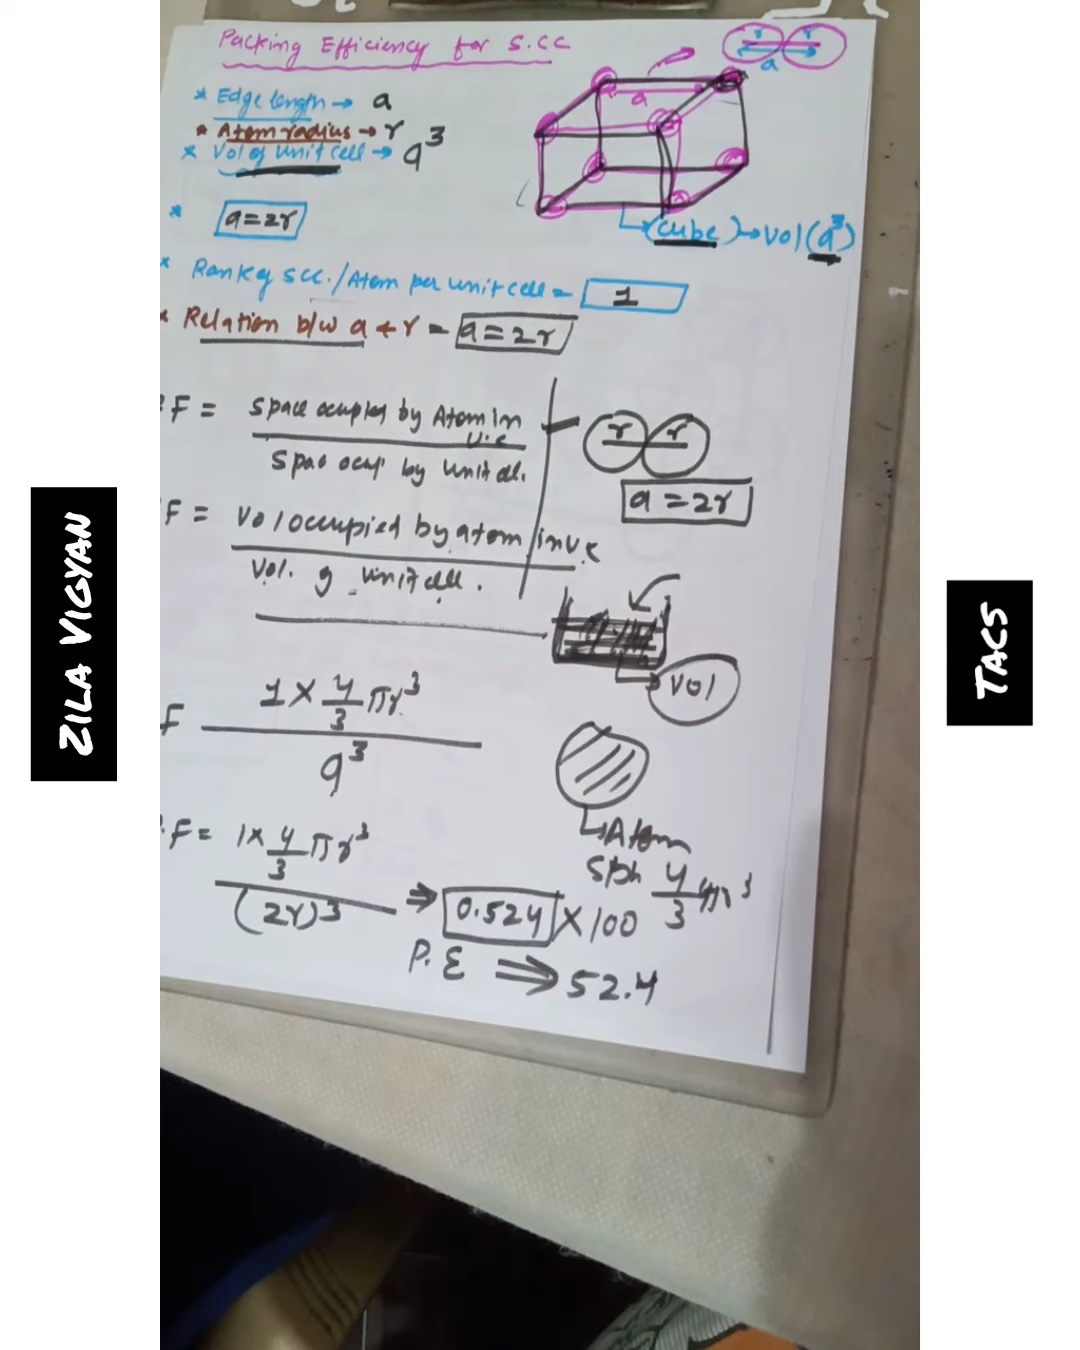 Packing Efficiency for S.CC
* Edge length → a
* Atom radius → r
* Vol of unit cell → a³
r r
a
a
(cube) → vol (a³)
* a=2r
* Rank of scc./Atom per unit cell = 1
* Relation b/w a & r = a=2r
F = Space occupied by Atom in U.C
Spac occup by Unit cell.
r r
a = 2r
F = Vol occupied by atom in U.C
Vol. of Unit cell.
vol
F 1 × 4/3 πr³
a³
Atom
Sph 4/3 πr³
.F = 1× 4/3 πr³
(2r)³
⇒ 0.524 × 100
P.E ⇒ 52.4
ZILA VIGYAN
TACS